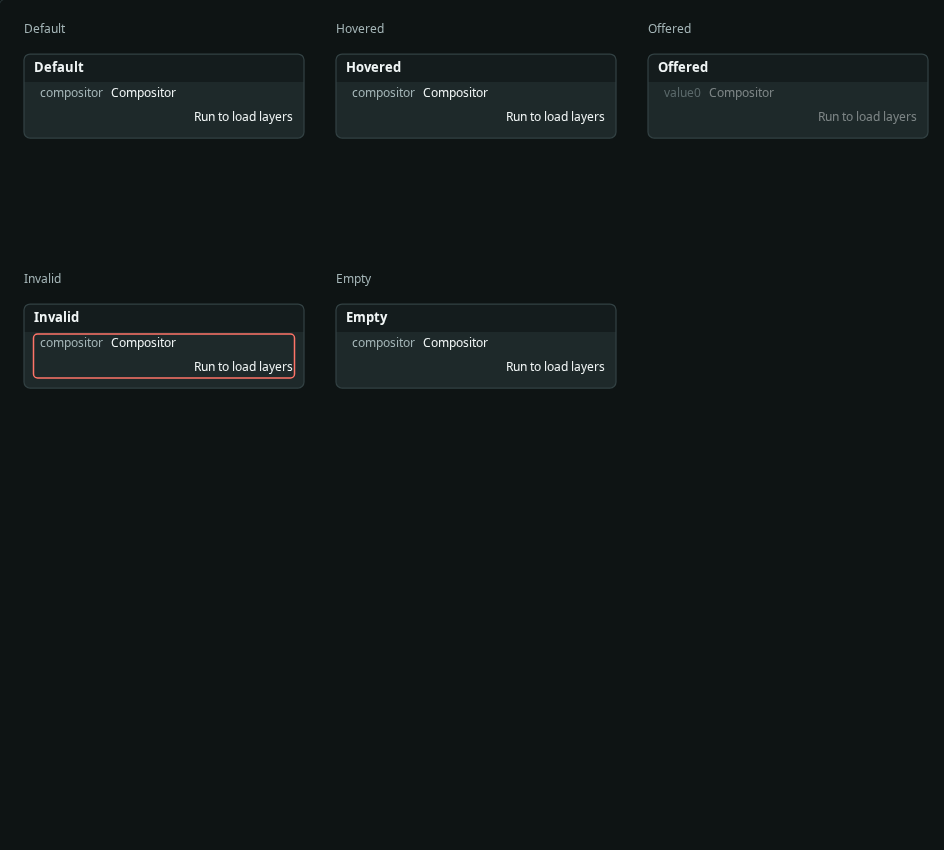 Default
Hovered
Offered
Default
compositor Compositor
Run to load layers
Hovered
compositor Compositor
Run to load layers
Offered
value0 Compositor
Run to load layers
Invalid
Empty
Invalid
compositor Compositor
Run to load layers
Empty
compositor Compositor
Run to load layers